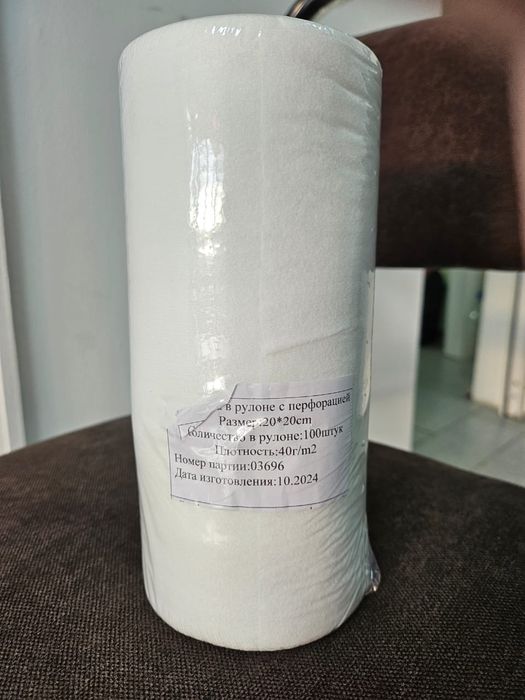 в рулоне с перфорацией
Размер:20*20cm
Количество в рулоне:100штук
Плотность:40г/m2
Номер партии:03696
Дата изготовления:10.2024